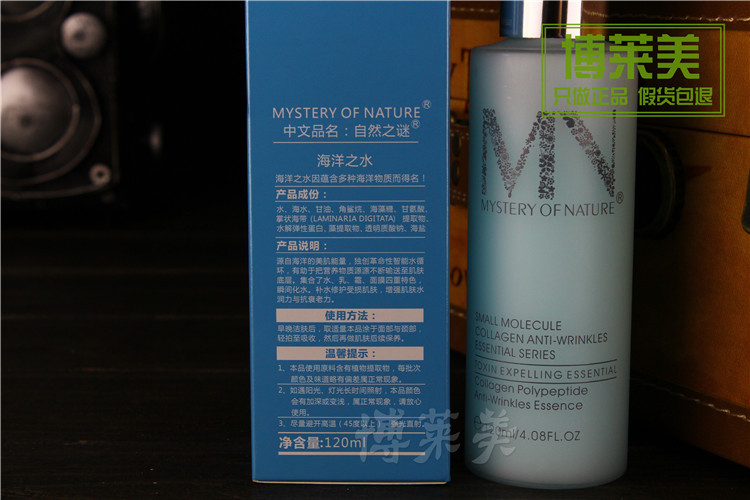 MYSTERY OF NATURE®
中文品名：自然之谜®
海洋之水
海洋之水因蕴含多种海洋物质而得名！
产品成份：
水、海水、甘油、角鲨烷、海藻糖、甘氨酸、
掌状海带 (LAMINARIA DIGITATA) 提取物、
水解弹性蛋白、藻提取物、透明质酸钠、海盐
产品说明：
源自海洋的美肌能量，独创革命性智能水循
环，有助于把营养物质源源不断输送至肌肤
底层。集合了水、乳、霜、面膜四重特色，
瞬间化水。补水修护受损肌肤，增强肌肤水
润力与抗衰老力。
使用方法：
早晚洁肤后，取适量本品涂于面部与颈部，
轻拍至吸收，然后再做肌肤后续保养。
温馨提示：
1、本品使用原料含有植物提取物，每批次
颜色及味道略有偏差属正常现象。
2、如遇阳光、灯光长时间照射，本品颜色
会有加深或变浅，属正常现象，请放心
使用。
3、尽量避开高温（45度以上）、强光直射。
净含量:120ml
博莱美
只做正品 假货包退
MN
MYSTERY OF NATURE®
SMALL MOLECULE
COLLAGEN ANTI-WRINKLES
ESSENTIAL SERIES
TOXIN EXPELLING ESSENTIAL
Collagen Polypeptide
Anti-Wrinkles Essence
/4.08FL.OZ
博莱美